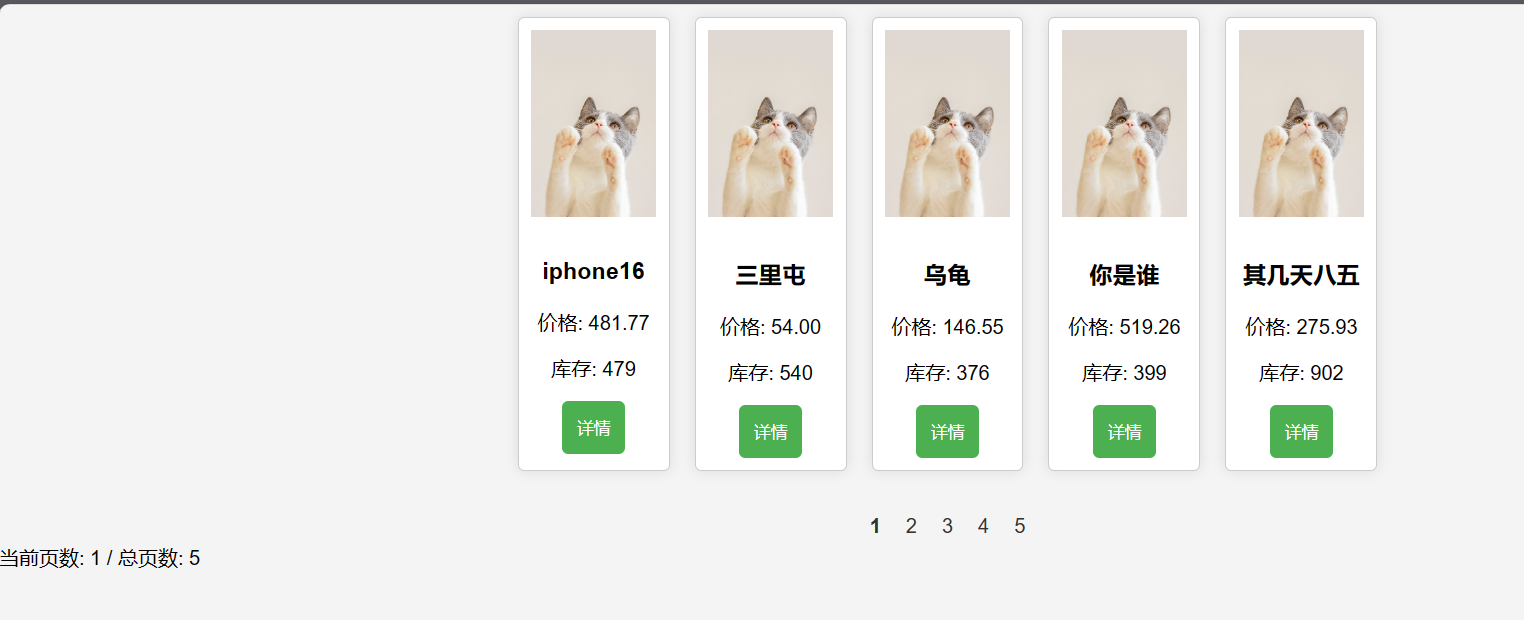 iphone16
价格: 481.77
库存: 479
详情
三里屯
价格: 54.00
库存: 540
详情
乌龟
价格: 146.55
库存: 376
详情
你是谁
价格: 519.26
库存: 399
详情
其几天八五
价格: 275.93
库存: 902
详情
1 2 3 4 5
当前页数: 1 / 总页数: 5